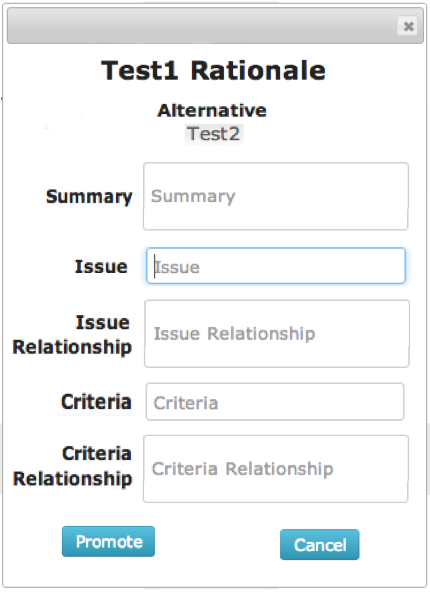 Test1 Rationale
Alternative
Test2
Summary
Summary
Issue
Issue
Issue
Relationship
Issue Relationship
Criteria
Criteria
Criteria
Relationship
Criteria Relationship
Promote
Cancel